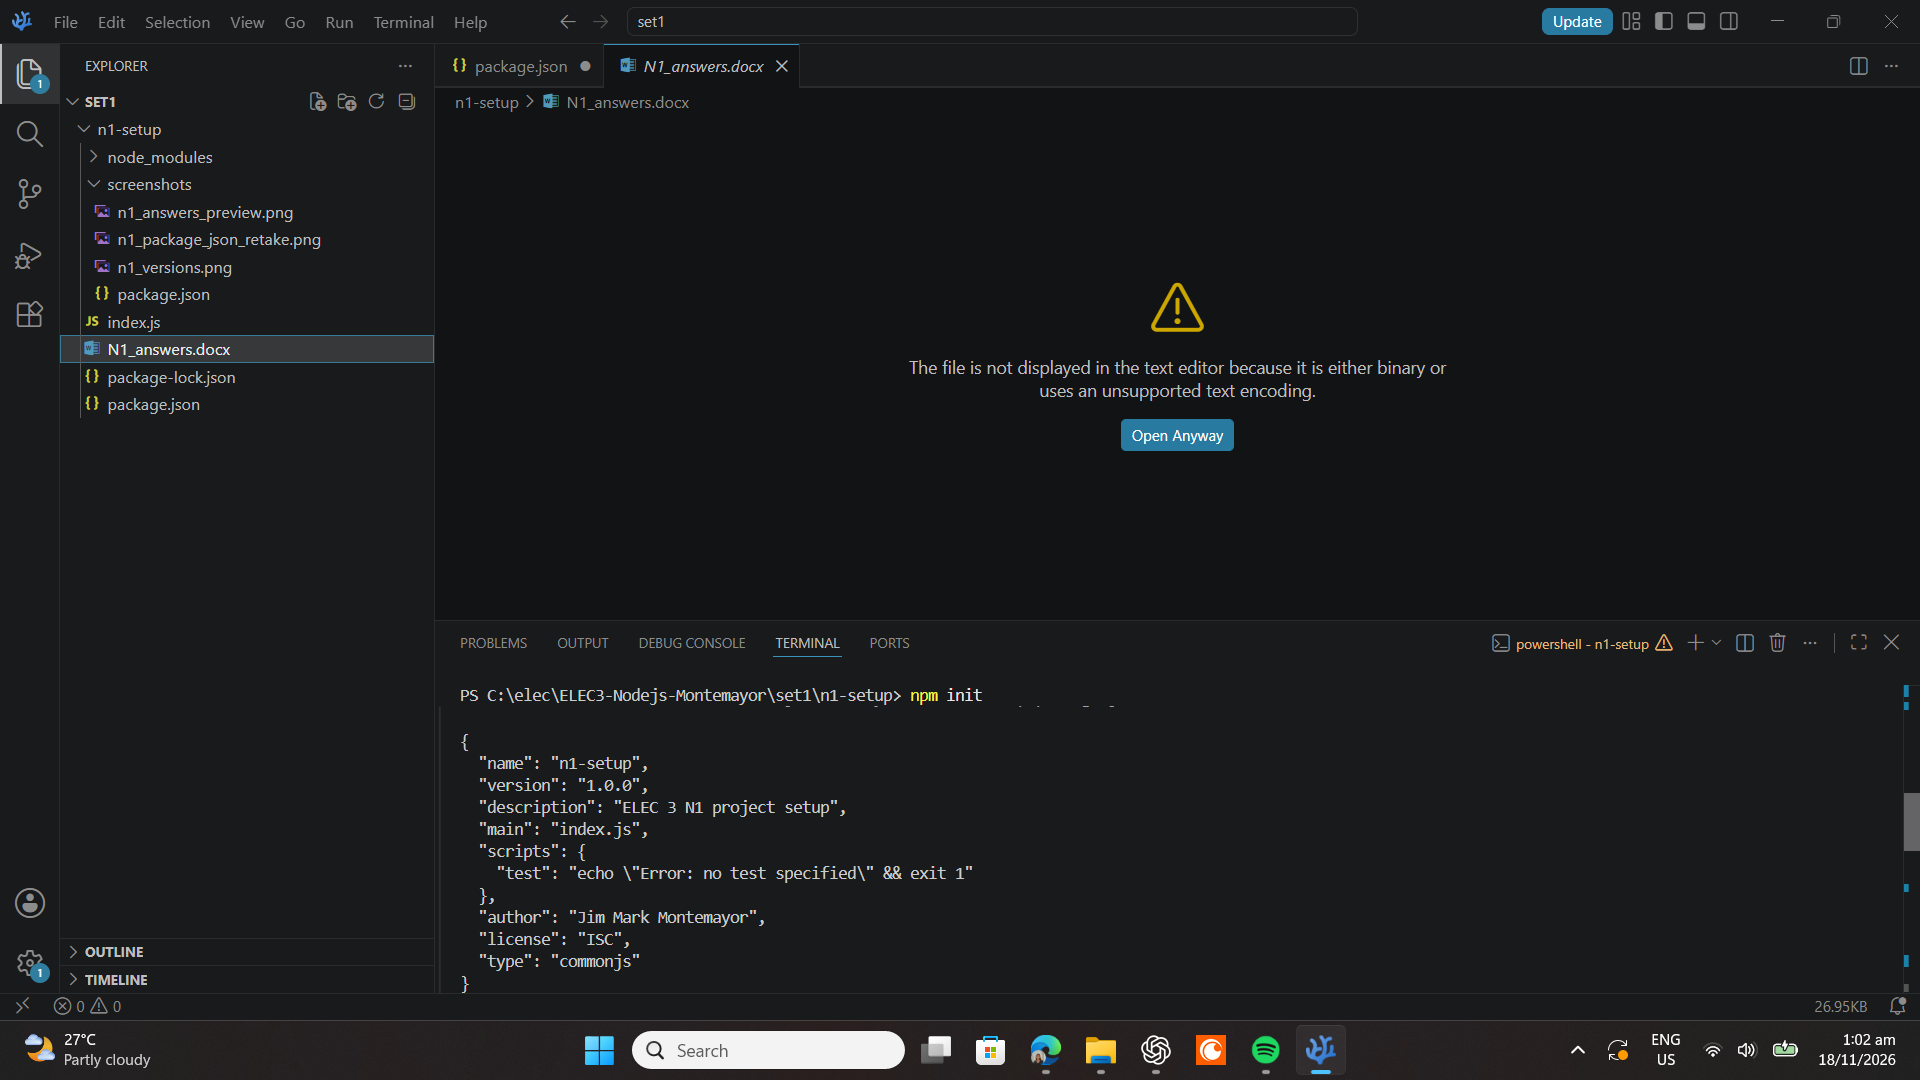 File Edit Selection View Go Run Terminal Help
set1
Update
1
EXPLORER
SET1
n1-setup
node_modules
screenshots
n1_answers_preview.png
n1_package_json_retake.png
n1_versions.png
package.json
index.js
N1_answers.docx
package-lock.json
package.json
OUTLINE
TIMELINE
1
package.json
N1_answers.docx
n1-setup > N1_answers.docx
The file is not displayed in the text editor because it is either binary or
uses an unsupported text encoding.
Open Anyway
PROBLEMS OUTPUT DEBUG CONSOLE TERMINAL PORTS
powershell - n1-setup
PS C:\elec\ELEC3-Nodejs-Montemayor\set1\n1-setup> npm init
{
"name": "n1-setup",
"version": "1.0.0",
"description": "ELEC 3 N1 project setup",
"main": "index.js",
"scripts": {
"test": "echo \"Error: no test specified\" && exit 1"
},
"author": "Jim Mark Montemayor",
"license": "ISC",
"type": "commonjs"
}
0 0
26.95KB
27°C
Partly cloudy
Search
ENG
US
1:02 am
18/11/2026